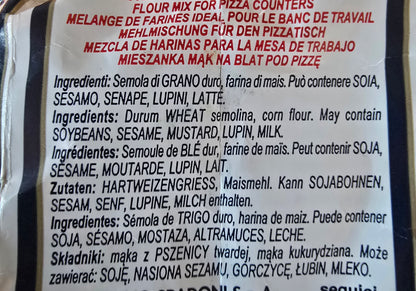 FLOUR MIX FOR PIZZA COUNTERS
MELANGE DE FARINES IDEAL POUR LE BANC DE TRAVAIL
MEHLMISCHUNG FÜR DEN PIZZATISCH
MEZCLA DE HARINAS PARA LA MESA DE TRABAJO
MIESZANKA MĄK NA BLAT POD PIZZĘ
Ingredienti: Semola di GRANO duro, farina di mais. Può contenere SOIA,
SESAMO, SENAPE, LUPINI, LATTE.
Ingredients: Durum WHEAT semolina, corn flour. May contain
SOYBEANS, SESAME, MUSTARD, LUPIN, MILK.
Ingrédientes: Semoule de BLÉ dur, farine de maïs. Peut contenir SOJA,
SÉSAME, MOUTARDE, LUPIN, LAIT.
Zutaten: HARTWEIZENGRIESS, Maismehl. Kann SOJABOHNEN,
SESAM, SENF, LUPINE, MILCH enthalten.
Ingredientes: Sémola de TRIGO duro, harina de maiz. Puede contener
SOJA, SÉSAMO, MOSTAZA, ALTRAMUCES, LECHE.
Składniki: mąka z PSZENICY twardej, mąka kukurydziana. Może
zawierać: SOJĘ, NASIONA SEZAMU, GORCZYCĘ, ŁUBIN, MLEKO.